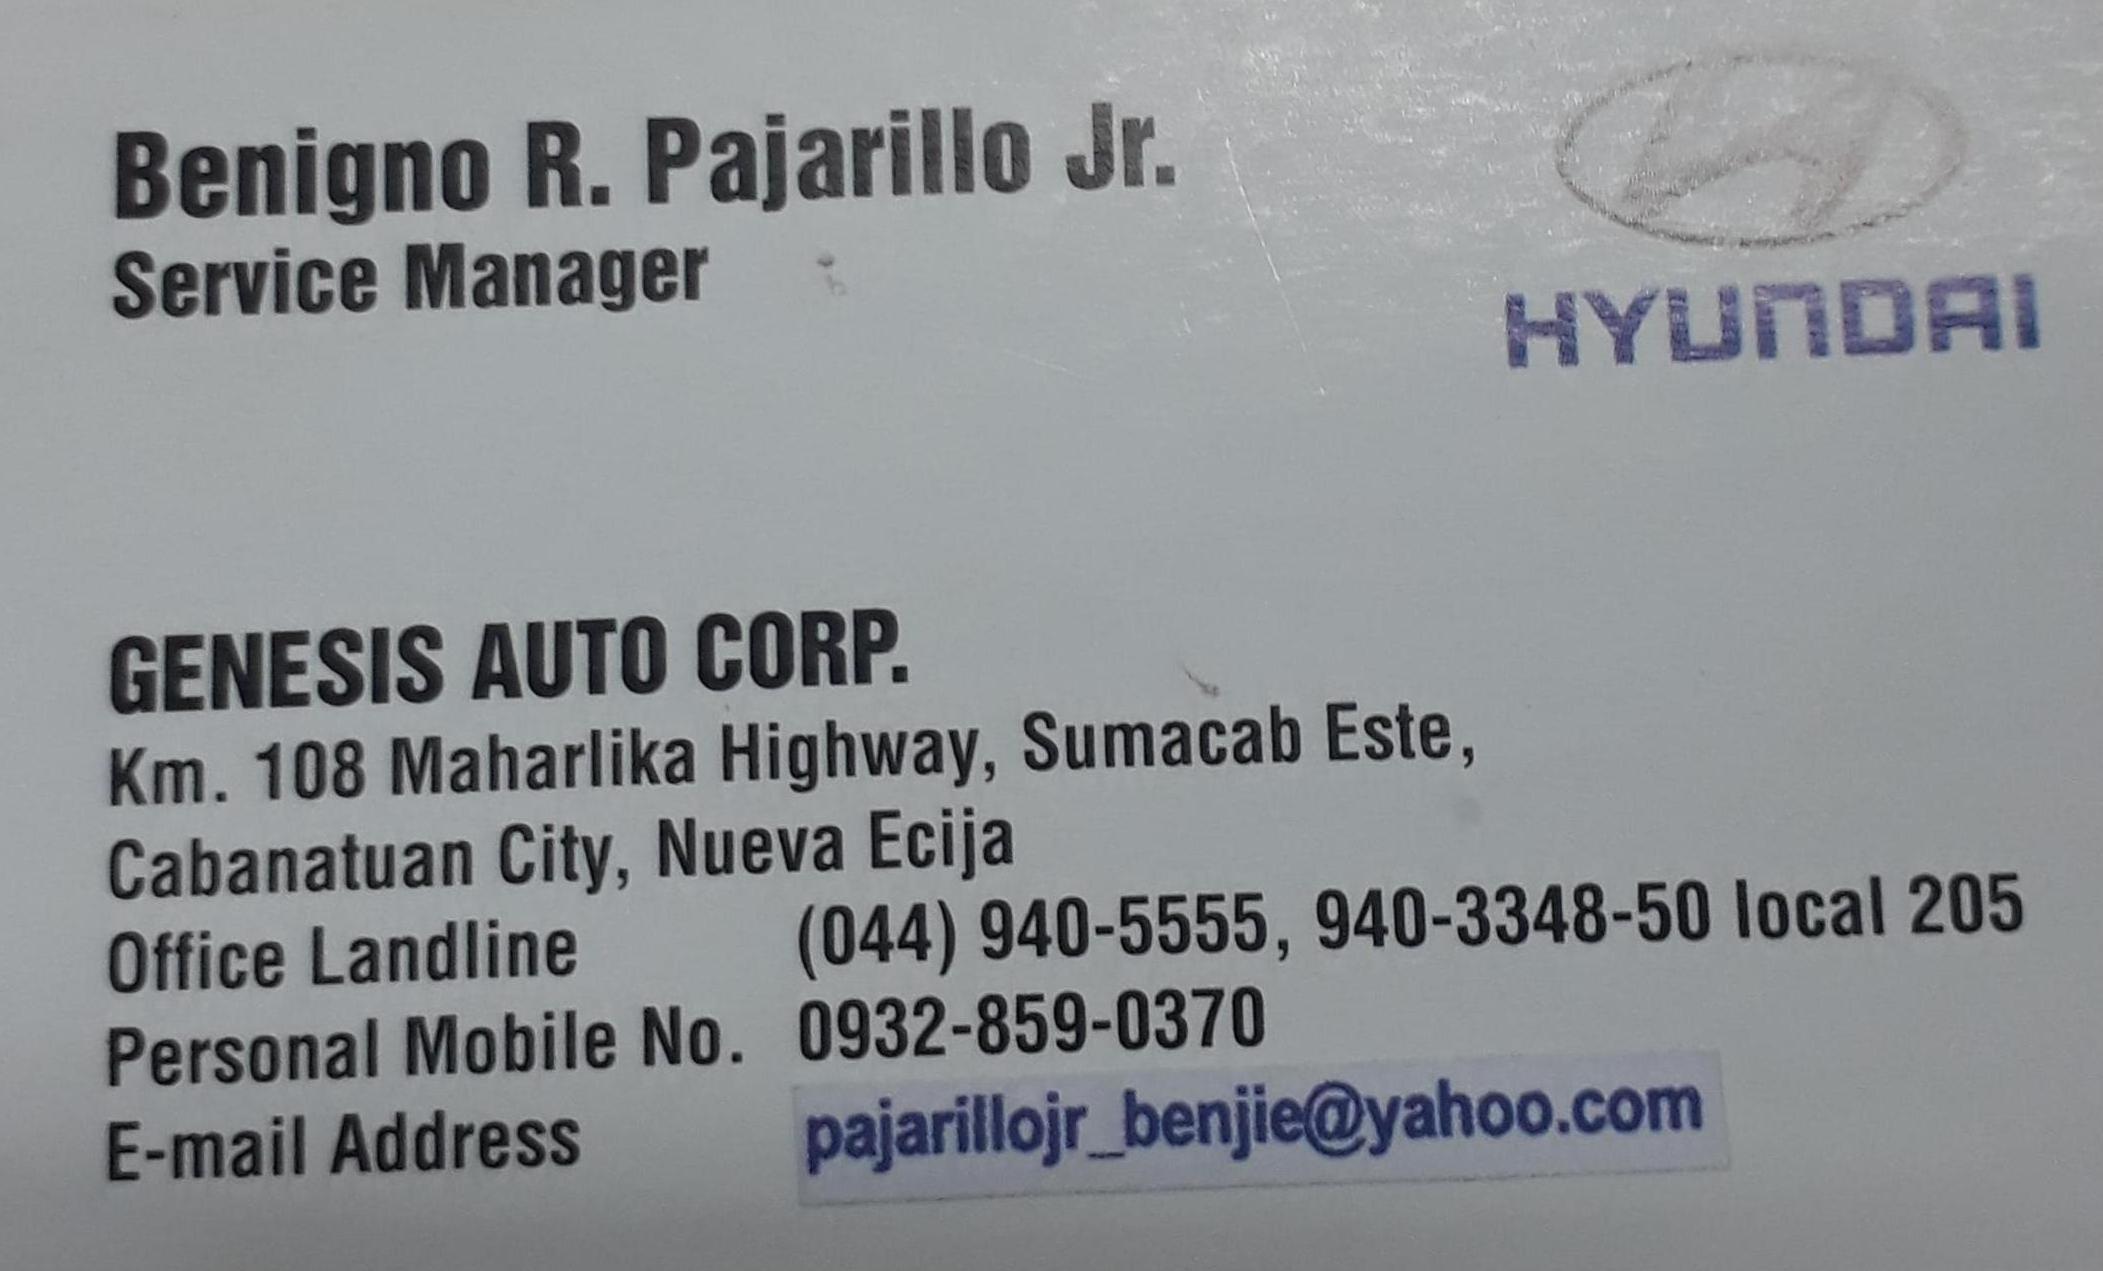 Benigno R. Pajarillo Jr.
Service Manager
HYUNDAI
GENESIS AUTO CORP.
Km. 108 Maharlika Highway, Sumacab Este,
Cabanatuan City, Nueva Ecija
Office Landline (044) 940-5555, 940-3348-50 local 205
Personal Mobile No. 0932-859-0370
E-mail Address pajarillojr_benjie@yahoo.com